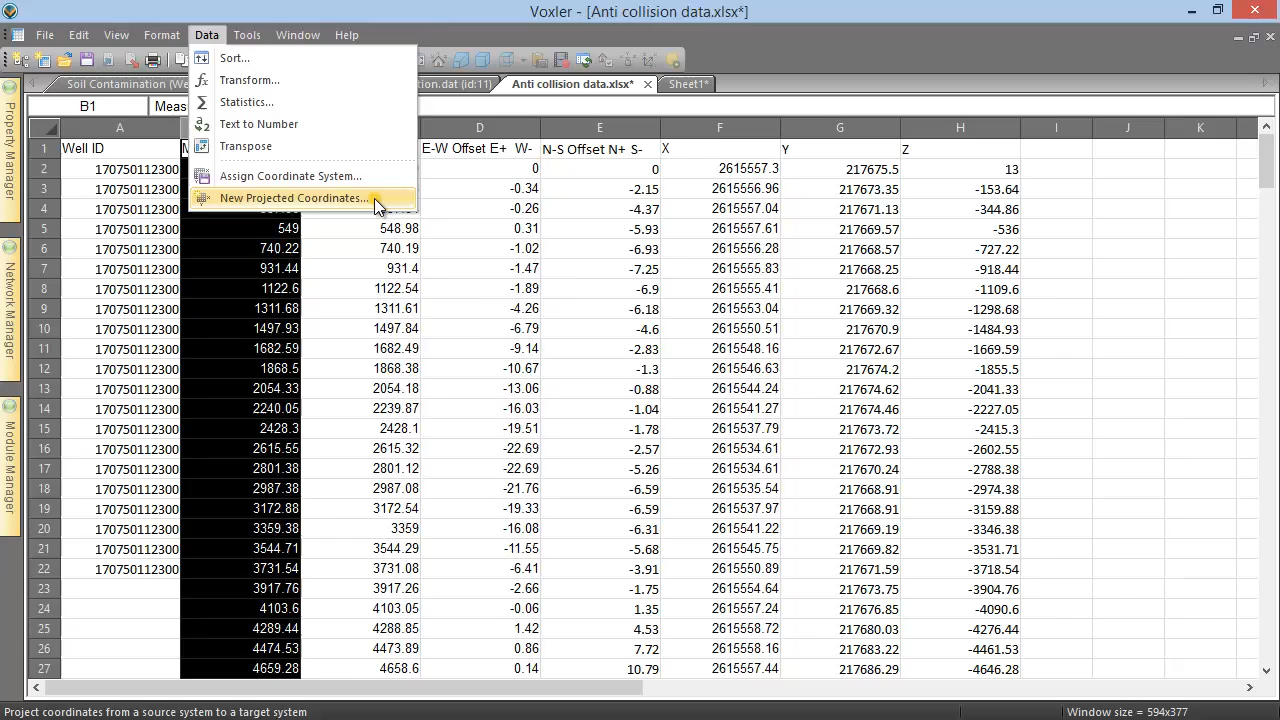 Voxler - [Anti collision data.xlsx*]
File Edit View Format Data Tools Window Help
Soil Contamination (We tion.dat (id:11) Anti collision data.xlsx* Sheet1*
B1 Meas
Sort...
Transform...
Statistics...
Text to Number
Transpose
Assign Coordinate System...
New Projected Coordinates...
A D E F G H I J K
1 Well ID E-W Offset E+ W- N-S Offset N+ S- X Y Z
2 170750112300 0 0 2615557.3 217675.5 13
3 170750112300 -0.34 -2.15 2615556.96 217673.35 -153.64
4 170750112300 -0.26 -4.37 2615557.04 217671.13 -344.86
5 170750112300 549 548.98 0.31 -5.93 2615557.61 217669.57 -536
6 170750112300 740.22 740.19 -1.02 -6.93 2615556.28 217668.57 -727.22
7 170750112300 931.44 931.4 -1.47 -7.25 2615555.83 217668.25 -918.44
8 170750112300 1122.6 1122.54 -1.89 -6.9 2615555.41 217668.6 -1109.6
9 170750112300 1311.68 1311.61 -4.26 -6.18 2615553.04 217669.32 -1298.68
10 170750112300 1497.93 1497.84 -6.79 -4.6 2615550.51 217670.9 -1484.93
11 170750112300 1682.59 1682.49 -9.14 -2.83 2615548.16 217672.67 -1669.59
12 170750112300 1868.5 1868.38 -10.67 -1.3 2615546.63 217674.2 -1855.5
13 170750112300 2054.33 2054.18 -13.06 -0.88 2615544.24 217674.62 -2041.33
14 170750112300 2240.05 2239.87 -16.03 -1.04 2615541.27 217674.46 -2227.05
15 170750112300 2428.3 2428.1 -19.51 -1.78 2615537.79 217673.72 -2415.3
16 170750112300 2615.55 2615.32 -22.69 -2.57 2615534.61 217672.93 -2602.55
17 170750112300 2801.38 2801.12 -22.69 -5.26 2615534.61 217670.24 -2788.38
18 170750112300 2987.38 2987.08 -21.76 -6.59 2615535.54 217668.91 -2974.38
19 170750112300 3172.88 3172.54 -19.33 -6.59 2615537.97 217668.91 -3159.88
20 170750112300 3359.38 3359 -16.08 -6.31 2615541.22 217669.19 -3346.38
21 170750112300 3544.71 3544.29 -11.55 -5.68 2615545.75 217669.82 -3531.71
22 170750112300 3731.54 3731.08 -6.41 -3.91 2615550.89 217671.59 -3718.54
23 3917.76 3917.26 -2.66 -1.75 2615554.64 217673.75 -3904.76
24 4103.6 4103.05 -0.06 1.35 2615557.24 217676.85 -4090.6
25 4289.44 4288.85 1.42 4.53 2615558.72 217680.03 -4276.44
26 4474.53 4473.89 0.86 7.72 2615558.16 217683.22 -4461.53
27 4659.28 4658.6 0.14 10.79 2615557.44 217686.29 -4646.28
Property Manager
Network Manager
Module Manager
Project coordinates from a source system to a target system
Window size = 594x377